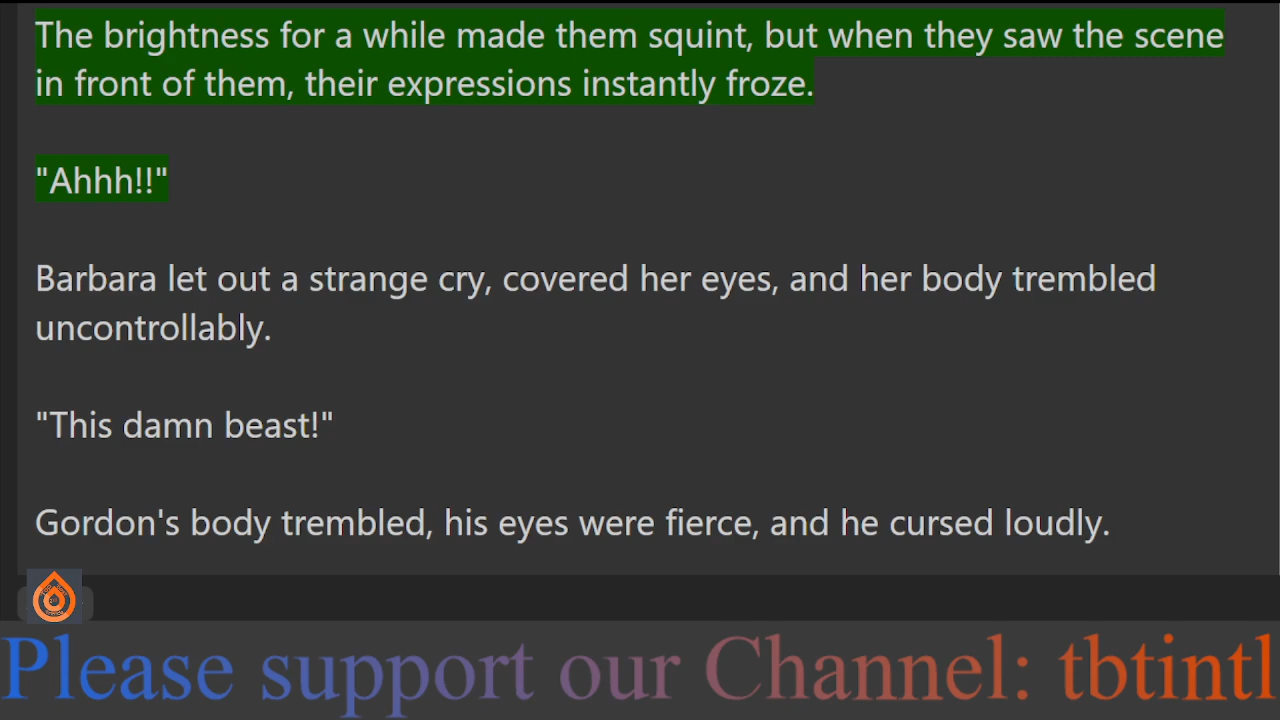 The brightness for a while made them squint, but when they saw the scene
in front of them, their expressions instantly froze.
"Ahhh!!"
Barbara let out a strange cry, covered her eyes, and her body trembled
uncontrollably.
"This damn beast!"
Gordon's body trembled, his eyes were fierce, and he cursed loudly.
Please support our Channel: tbtintl